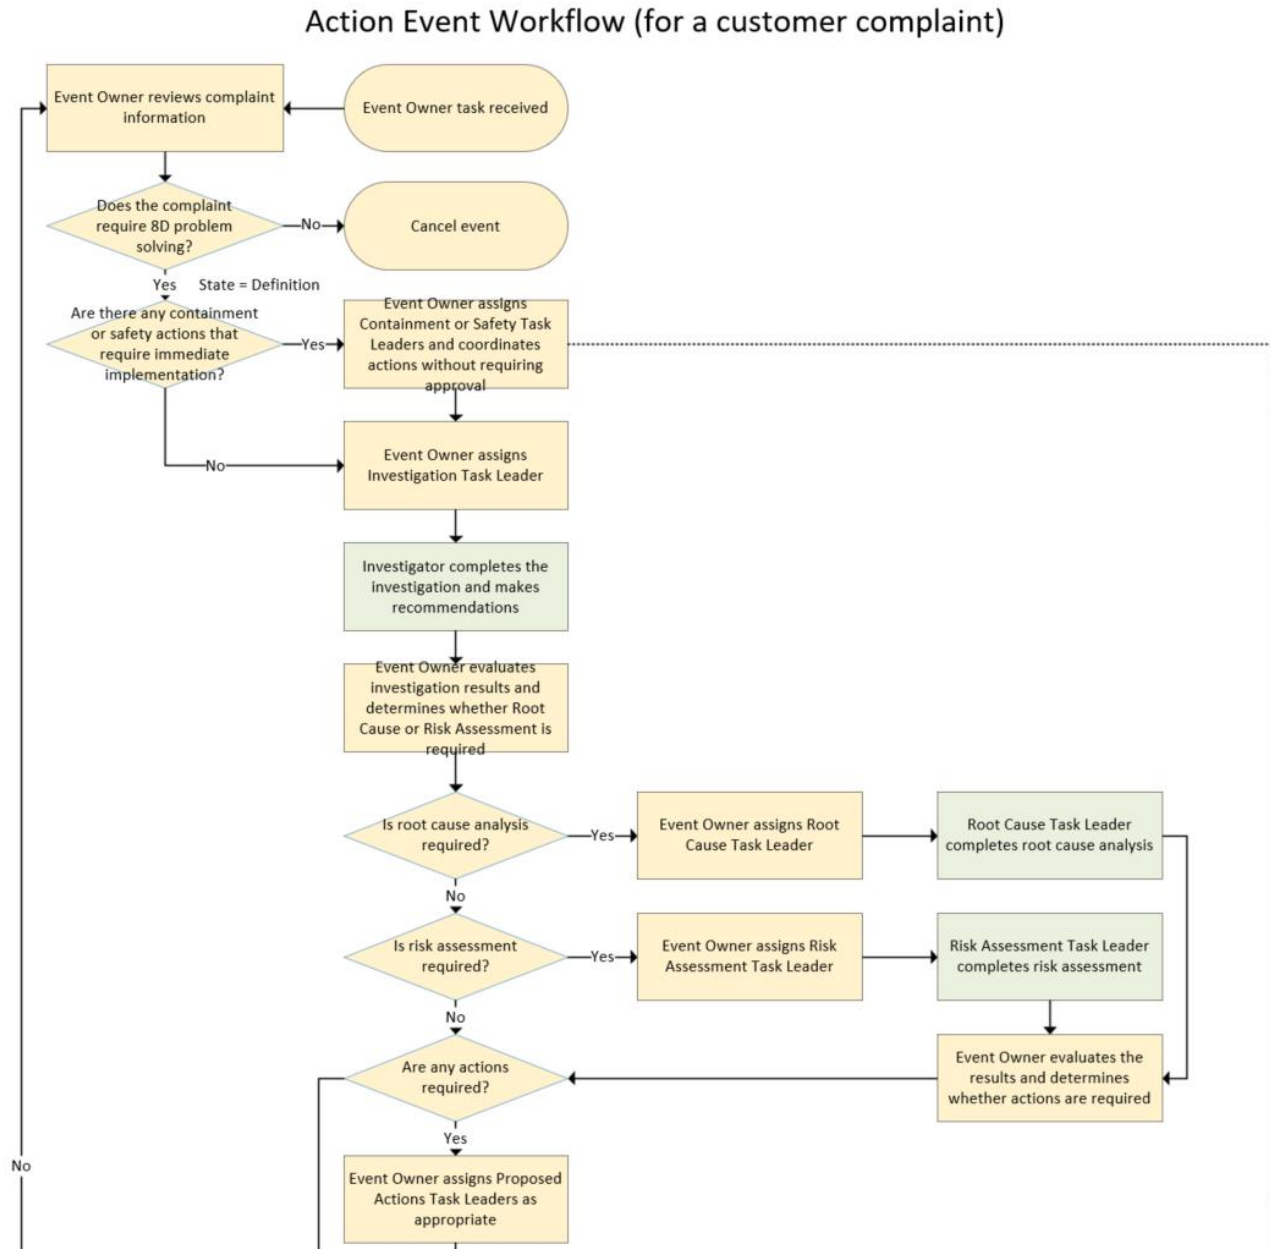 Action Event Workflow (for a customer complaint)
Event Owner reviews complaint
information
Event Owner task received
Does the complaint
require 8D problem
solving?
No
Cancel event
Yes
State = Definition
Are there any containment
or safety actions that
require immediate
implementation?
Yes
Event Owner assigns
Containment or Safety Task
Leaders and coordinates
actions without requiring
approval
No
Event Owner assigns
Investigation Task Leader
Investigator completes the
investigation and makes
recommendations
Event Owner evaluates
investigation results and
determines whether Root
Cause or Risk Assessment is
required
Is root cause analysis
required?
Yes
Event Owner assigns Root
Cause Task Leader
Root Cause Task Leader
completes root cause analysis
No
Is risk assessment
required?
Yes
Event Owner assigns Risk
Assessment Task Leader
Risk Assessment Task Leader
completes risk assessment
No
Are any actions
required?
Event Owner evaluates the
results and determines
whether actions are required
Yes
No
Event Owner assigns Proposed
Actions Task Leaders as
appropriate